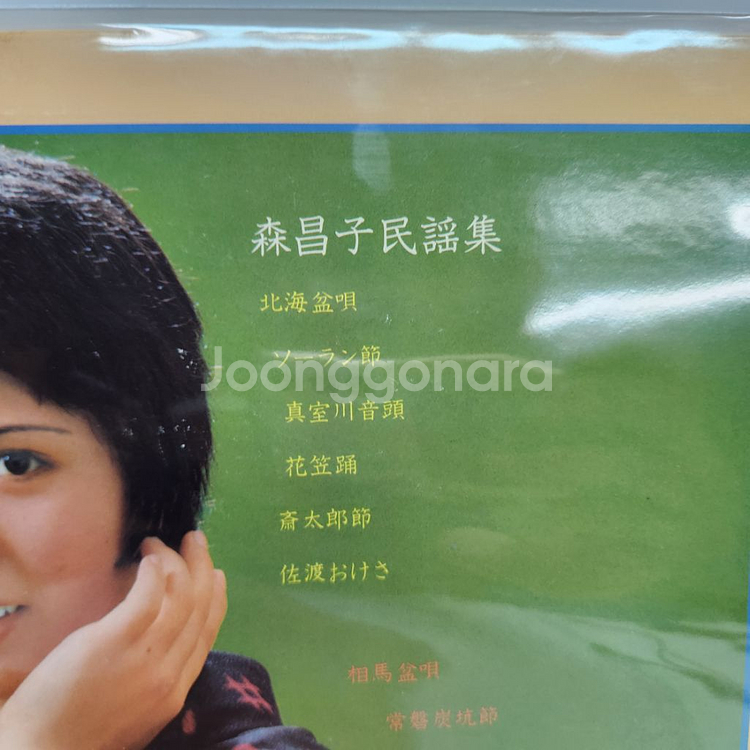 森昌子民謡集
北海盆唄
ソーラン節
Joonggonara
真室川音頭
花笠踊
斎太郎節
佐渡おけさ
相馬盆唄
常磐炭坑節